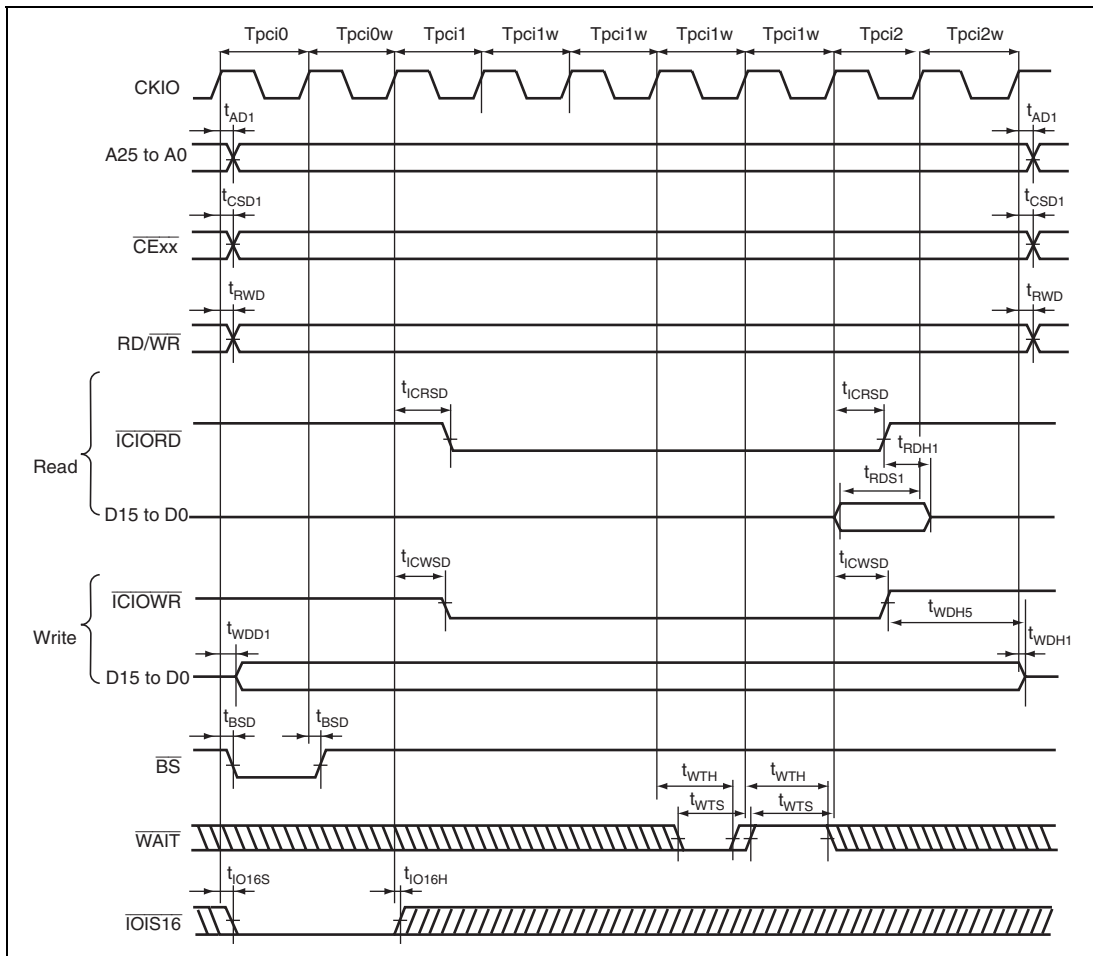 Tpci0 Tpci0w Tpci1 Tpci1w Tpci1w Tpci1w Tpci1w Tpci2 Tpci2w
CKIO
tAD1 tAD1
A25 to A0
tCSD1 tCSD1
CExx
tRWD tRWD
RD/WR
tICRSD tICRSD
ICIORD
tRDH1
Read
tRDS1
D15 to D0
tICWSD tICWSD
ICIOWR
tWDH5
Write
tWDD1 tWDH1
D15 to D0
tBSD tBSD
BS
tWTH tWTH
tWTS tWTS
WAIT
tIO16S tIO16H
IOIS16